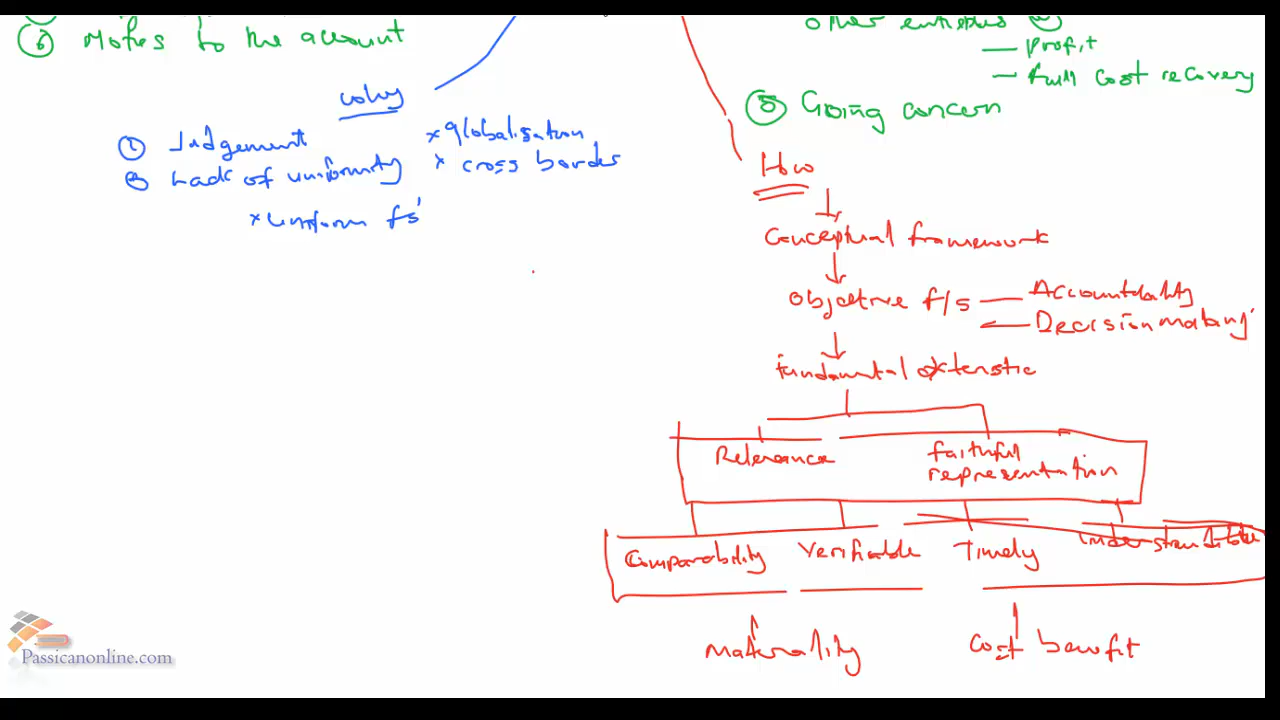 ⑥ Notes to the account
why
① Judgement
② Lack of uniformity
* uniform fs'
* globalisation
* cross border
other entities
— Profit
— Full cost recovery
⑧ Going concern
How
Conceptual framework
Objective f/s — Accountability
— Decision making
fundamental
Relevance
faithful
representation
Comparability Verifiable Timely Understandable
Materiality
Cost benefit
Passicanonline.com